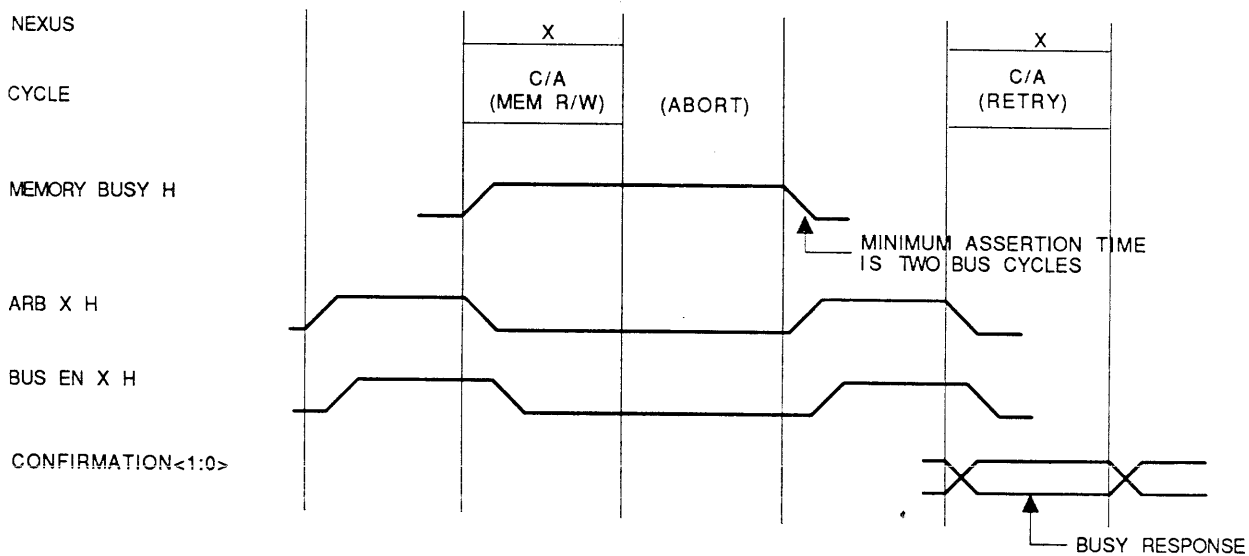 NEXUS
X
X
CYCLE
C/A
(MEM R/W)
(ABORT)
C/A
(RETRY)
MEMORY BUSY H
MINIMUM ASSERTION TIME
IS TWO BUS CYCLES
ARB X H
BUS EN X H
CONFIRMATION<1:0>
BUSY RESPONSE